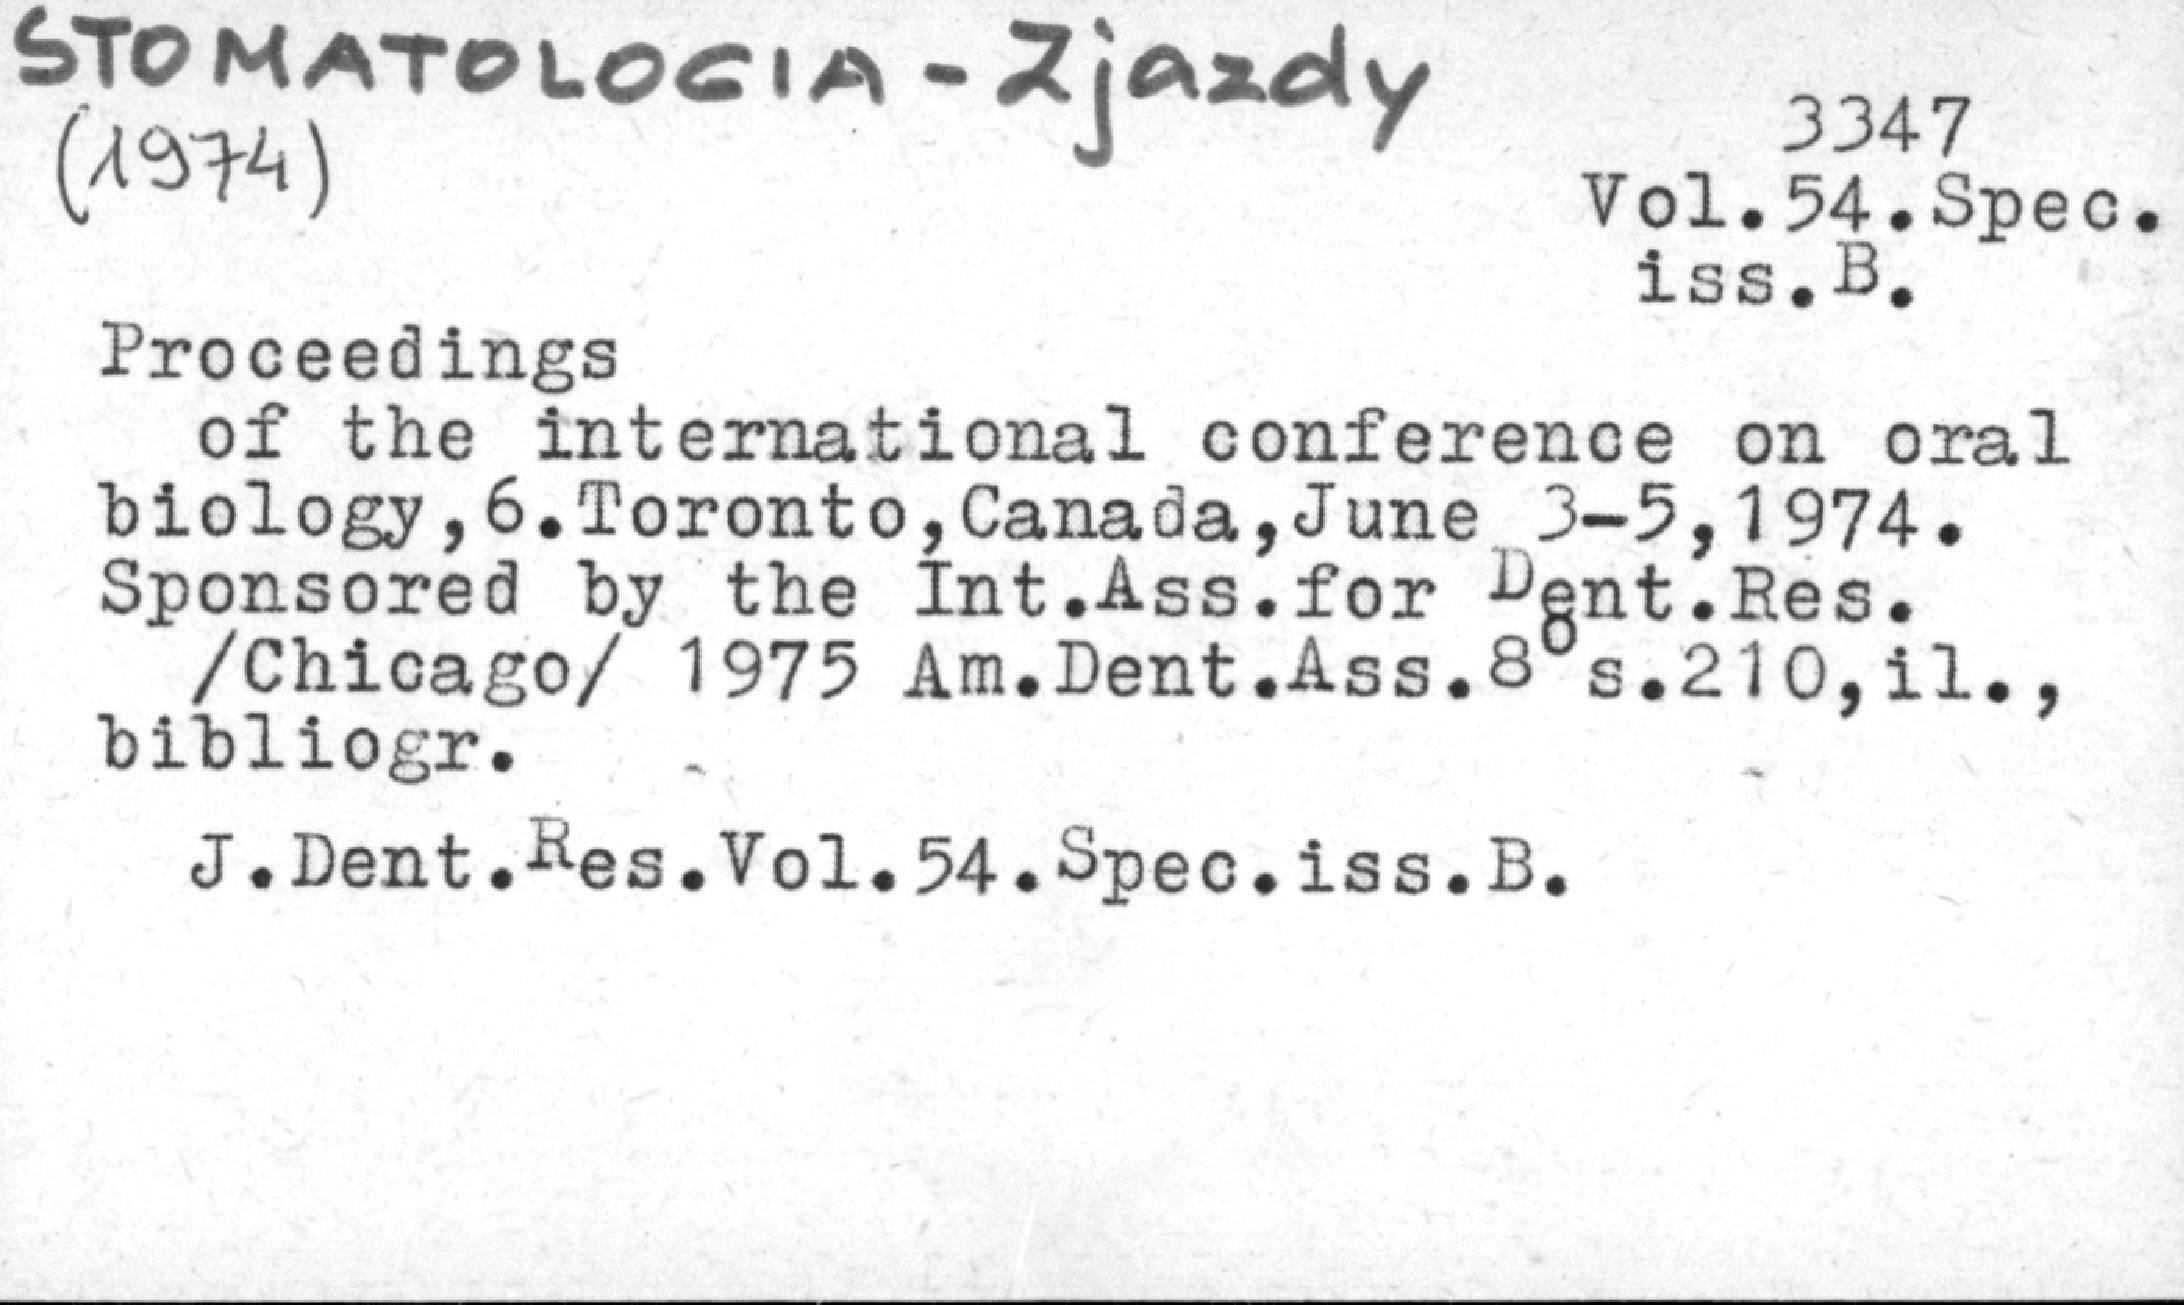 STOMATOLOGIA - Zjazdy
(1974)
3347
Vol.54.Spec.
iss.B.
Proceedings
of the international conference on oral
biology,6.Toronto,Canada,June 3-5,1974.
Sponsored by the Int.Ass.for Dent.Res.
/Chicago/ 1975 Am.Dent.Ass.8°s.210,il.,
bibliogr.
J.Dent.Res.Vol.54.Spec.iss.B.